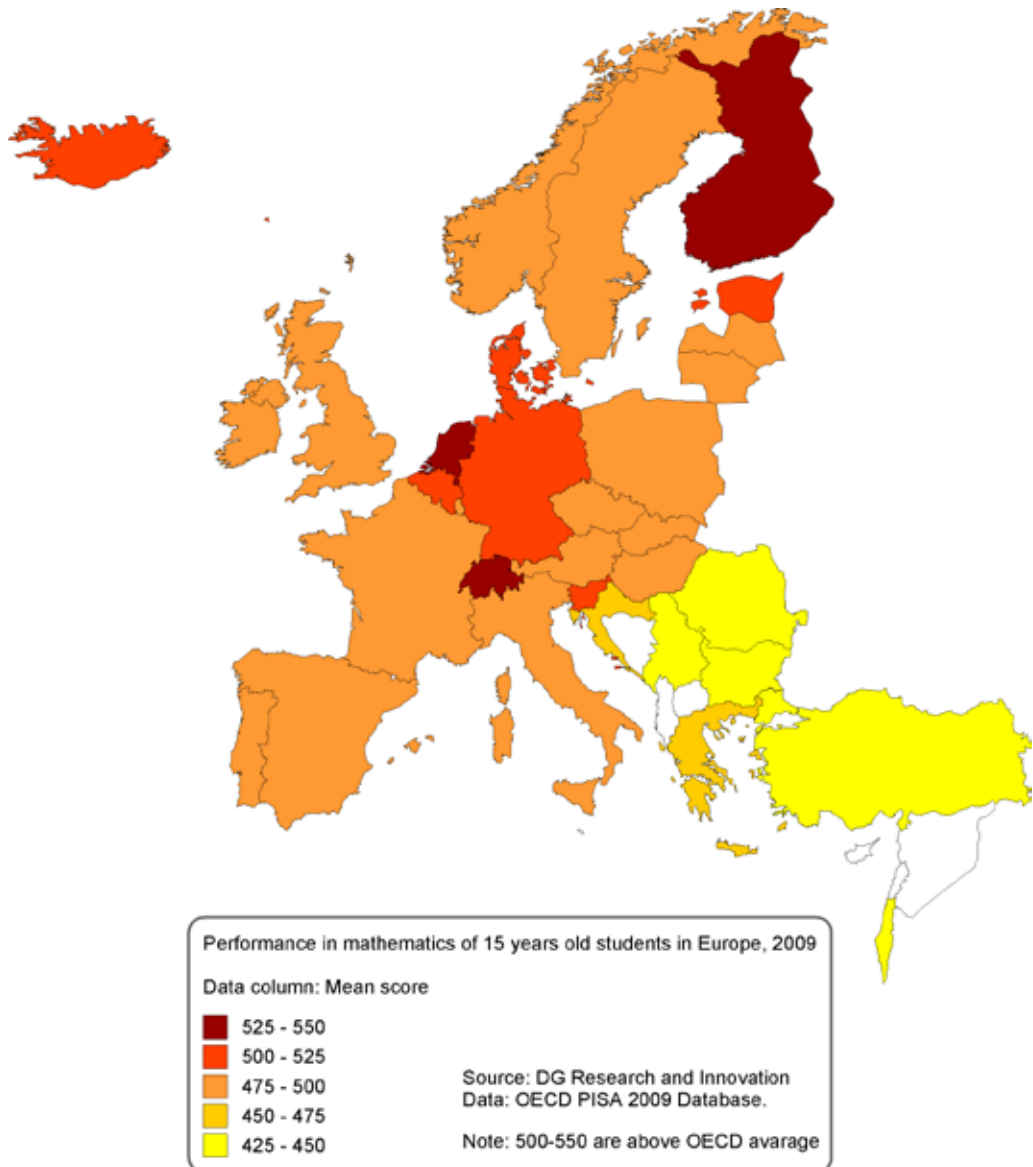 Performance in mathematics of 15 years old students in Europe, 2009
Data column: Mean score
525 - 550
500 - 525
475 - 500
450 - 475
425 - 450
Source: DG Research and Innovation
Data: OECD PISA 2009 Database.
Note: 500-550 are above OECD avarage